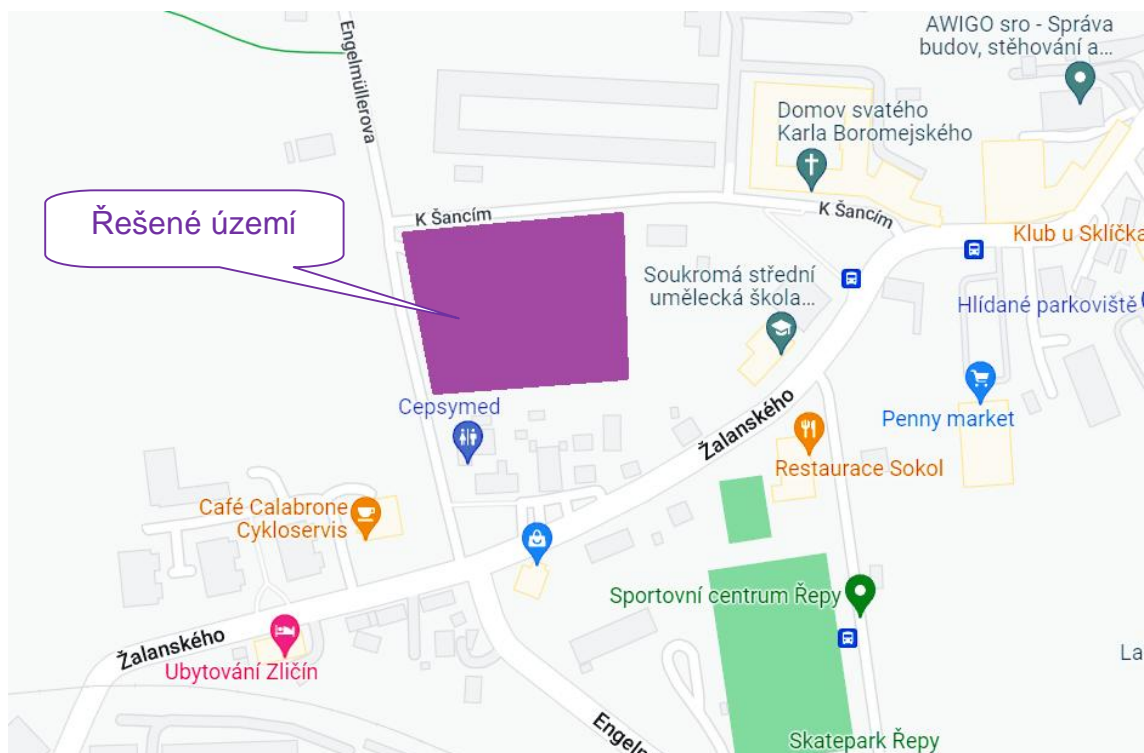 AWIGO sro - Správa
budov, stěhování a...
Engelmüllerova
Domov svatého
Karla Boromejského
Řešené území
K Šancím
K Šancím
Klub u Sklíčka
Soukromá střední
umělecká škola...
Hlídané parkoviště
Cepsymed
Penny market
Žalanského
Restaurace Sokol
Café Calabrone
Cykloservis
Sportovní centrum Řepy
Žalanského
Ubytování Zličín
La
Engelm
Skatepark Řepy